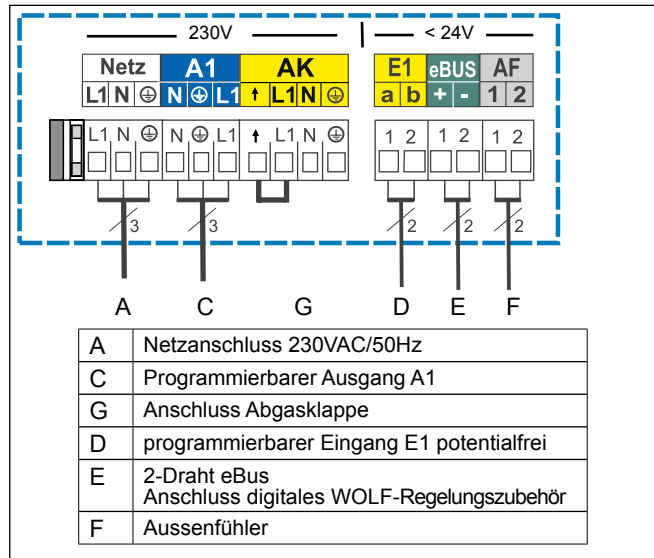 230V < 24V
Netz A1 AK E1 eBUS AF
L1 N ⏚ N ⏚ L1 ↑ L1 N ⏚ a b + - 1 2
L1 N ⏚ N ⏚ L1 ↑ L1 N ⏚ 1 2 1 2 1 2
3 3 2 2 2
A C G D E F
A Netzanschluss 230VAC/50Hz
C Programmierbarer Ausgang A1
G Anschluss Abgasklappe
D programmierbarer Eingang E1 potentialfrei
E 2-Draht eBus
Anschluss digitales WOLF-Regelungszubehör
F Aussenfühler